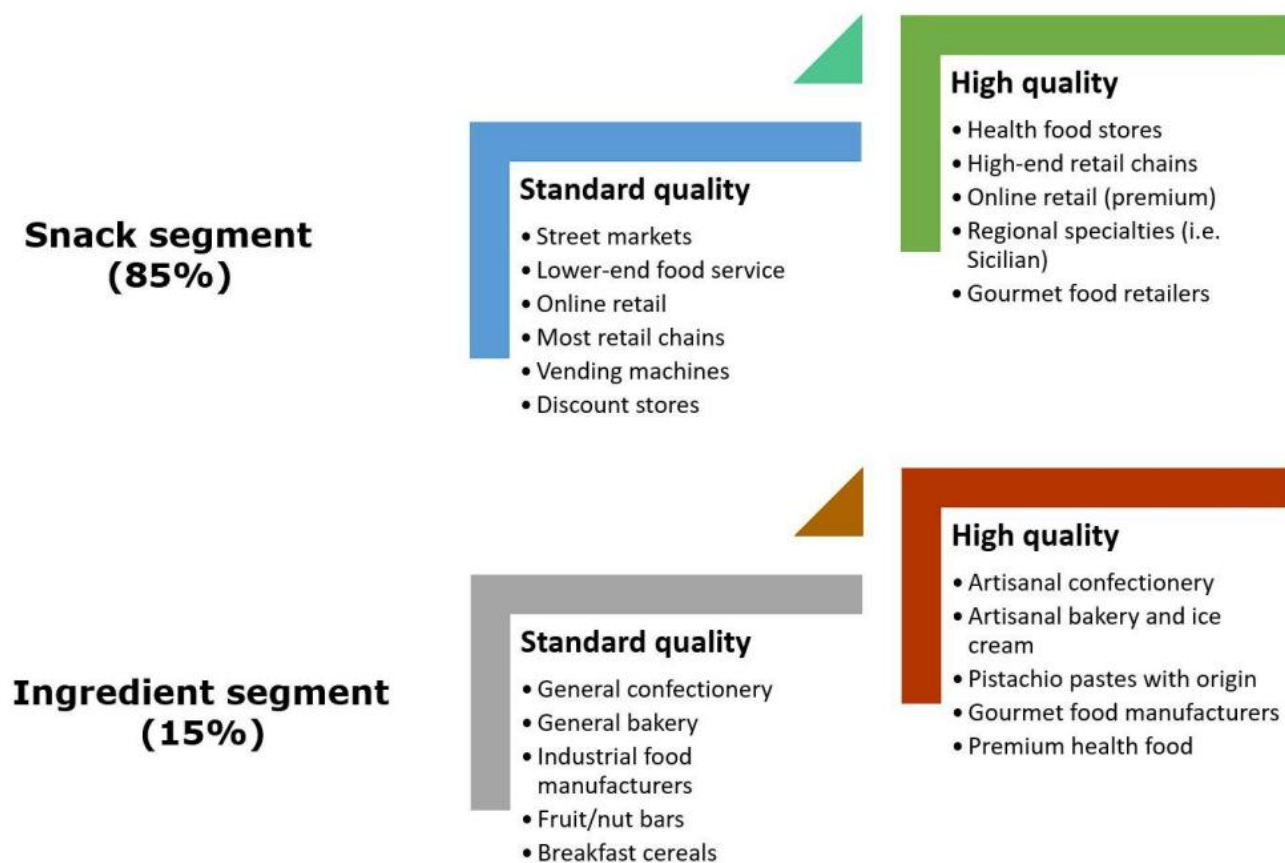 Snack segment
(85%)
Standard quality
• Street markets
• Lower-end food service
• Online retail
• Most retail chains
• Vending machines
• Discount stores
High quality
• Health food stores
• High-end retail chains
• Online retail (premium)
• Regional specialties (i.e.
Sicilian)
• Gourmet food retailers
Ingredient segment
(15%)
Standard quality
• General confectionery
• General bakery
• Industrial food
manufacturers
• Fruit/nut bars
• Breakfast cereals
High quality
• Artisanal confectionery
• Artisanal bakery and ice
cream
• Pistachio pastes with origin
• Gourmet food manufacturers
• Premium health food